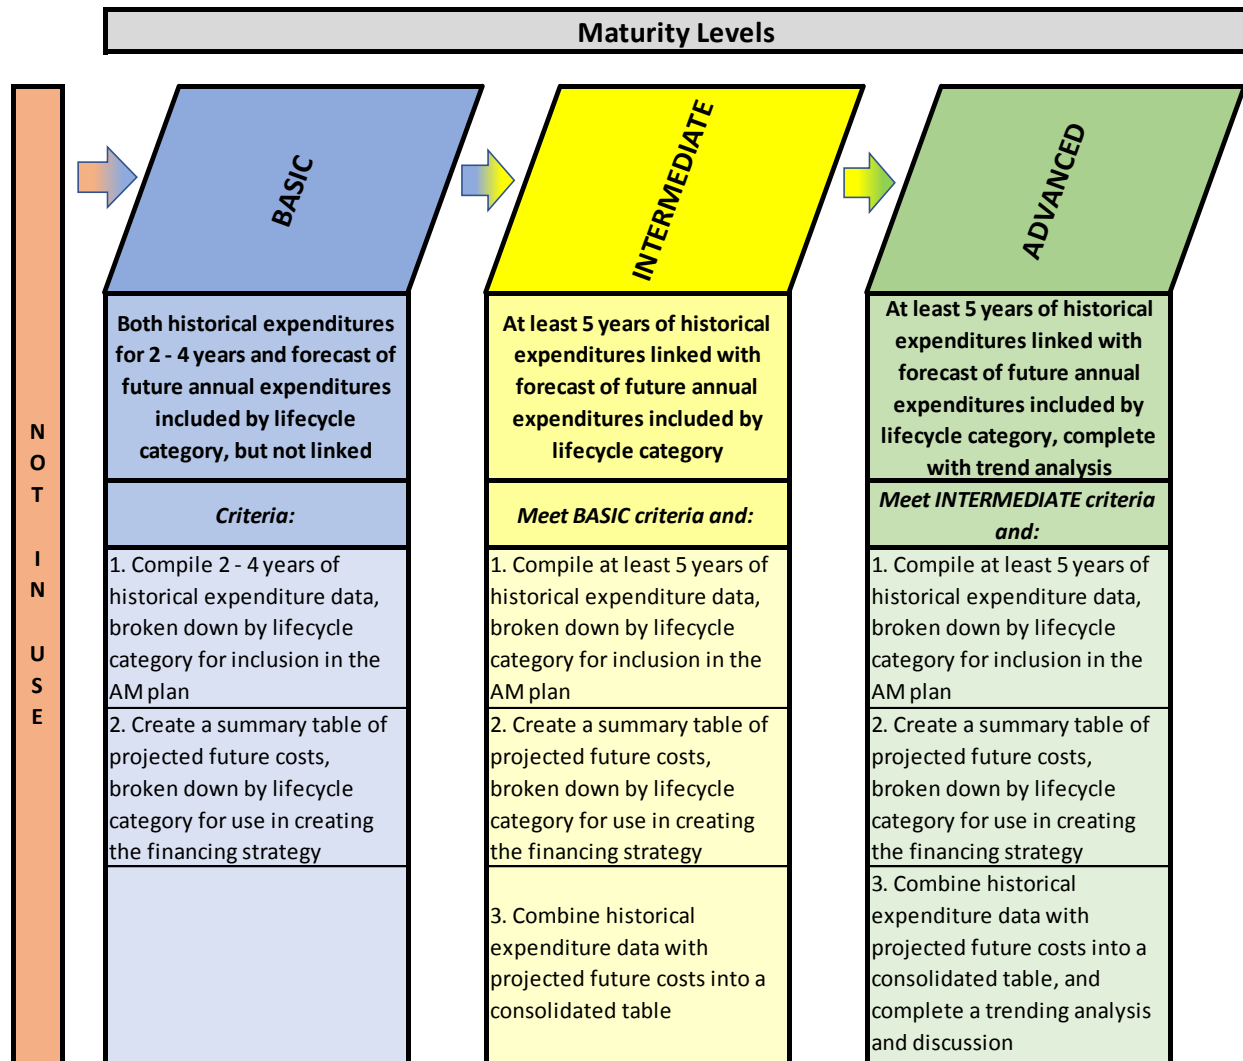 Maturity Levels
NOT IN USE
BASIC
Both historical expenditures
for 2 - 4 years and forecast of
future annual expenditures
included by lifecycle
category, but not linked
Criteria:
1. Compile 2 - 4 years of
historical expenditure data,
broken down by lifecycle
category for inclusion in the
AM plan
2. Create a summary table of
projected future costs,
broken down by lifecycle
category for use in creating
the financing strategy
INTERMEDIATE
At least 5 years of historical
expenditures linked with
forecast of future annual
expenditures included by
lifecycle category
Meet BASIC criteria and:
1. Compile at least 5 years of
historical expenditure data,
broken down by lifecycle
category for inclusion in the
AM plan
2. Create a summary table of
projected future costs,
broken down by lifecycle
category for use in creating
the financing strategy
3. Combine historical
expenditure data with
projected future costs into a
consolidated table
ADVANCED
At least 5 years of historical
expenditures linked with
forecast of future annual
expenditures included by
lifecycle category, complete
with trend analysis
Meet INTERMEDIATE criteria
and:
1. Compile at least 5 years of
historical expenditure data,
broken down by lifecycle
category for inclusion in the
AM plan
2. Create a summary table of
projected future costs,
broken down by lifecycle
category for use in creating
the financing strategy
3. Combine historical
expenditure data with
projected future costs into a
consolidated table, and
complete a trending analysis
and discussion